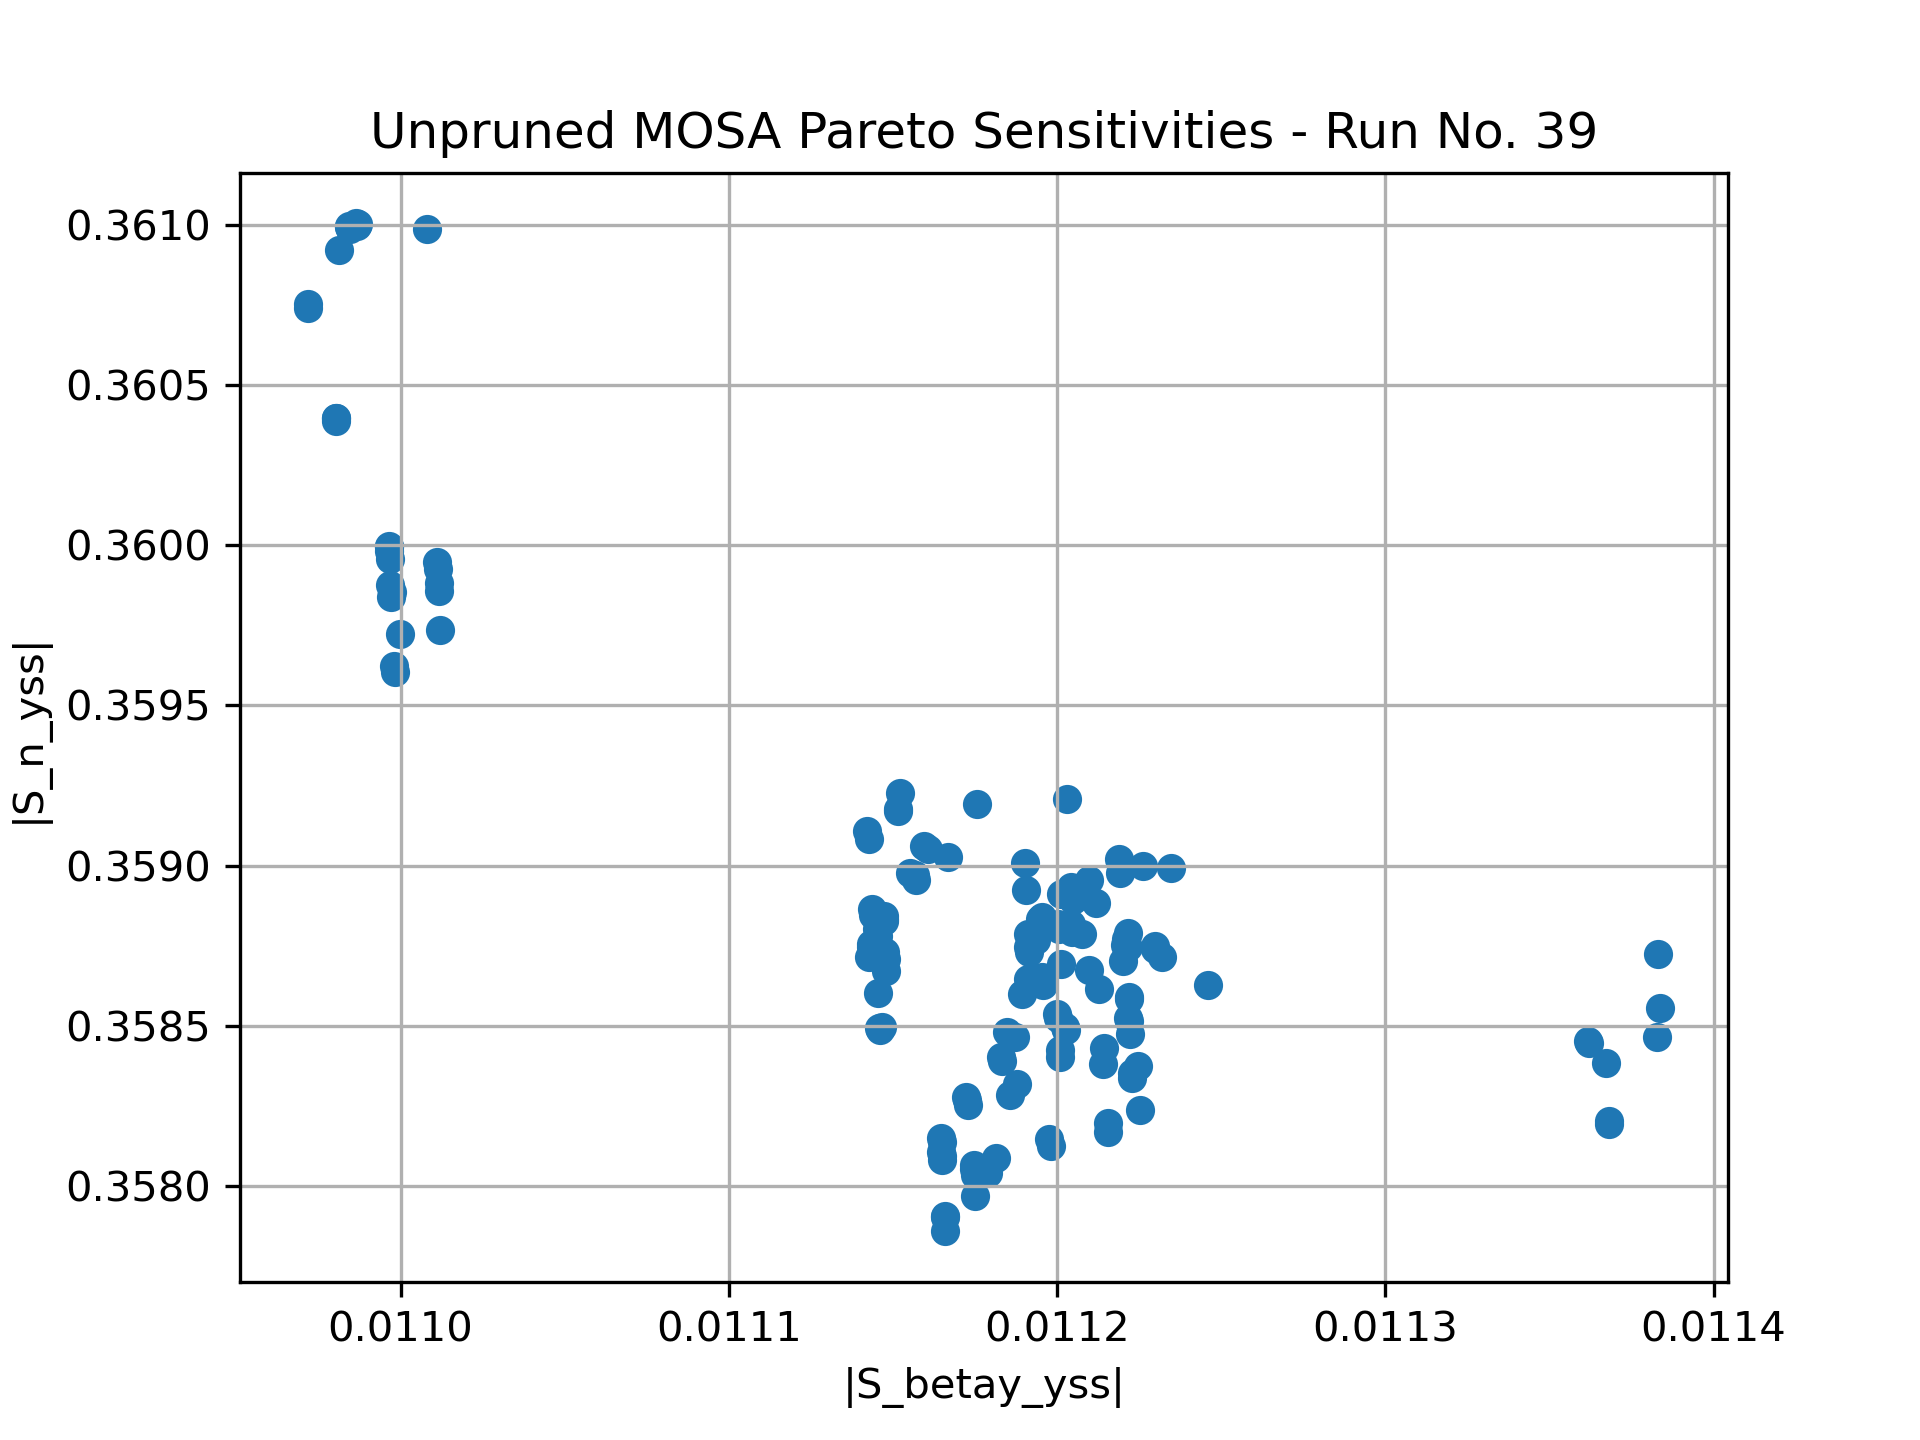 Unpruned MOSA Pareto Sensitivities - Run No. 39
|S_n_yss|
0.3610
0.3605
0.3600
0.3595
0.3590
0.3585
0.3580
0.0110 0.0111 0.0112 0.0113 0.0114
|S_betay_yss|